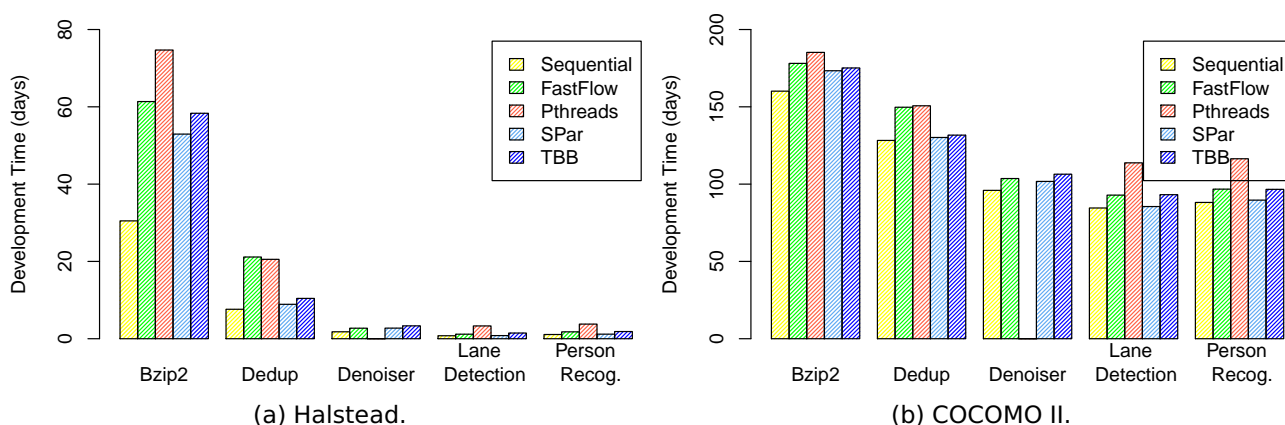 Development Time (days)
80
60
40
20
0
Sequential
FastFlow
Pthreads
SPar
TBB
Bzip2
Dedup
Denoiser
Lane
Detection
Person
Recog.
(a) Halstead.
Development Time (days)
200
150
100
50
0
Sequential
FastFlow
Pthreads
SPar
TBB
Bzip2
Dedup
Denoiser
Lane
Detection
Person
Recog.
(b) COCOMO II.